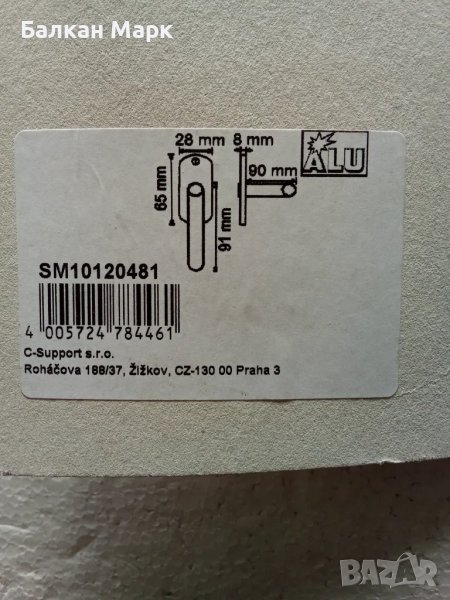 Балкан Марк
28 mm
8 mm
ALU
90 mm
65 mm
91 mm
SM10120481
4 005724 784461
C-Support s.r.o.
Roháčova 188/37, Žižkov, CZ-130 00 Praha 3
BAZAR